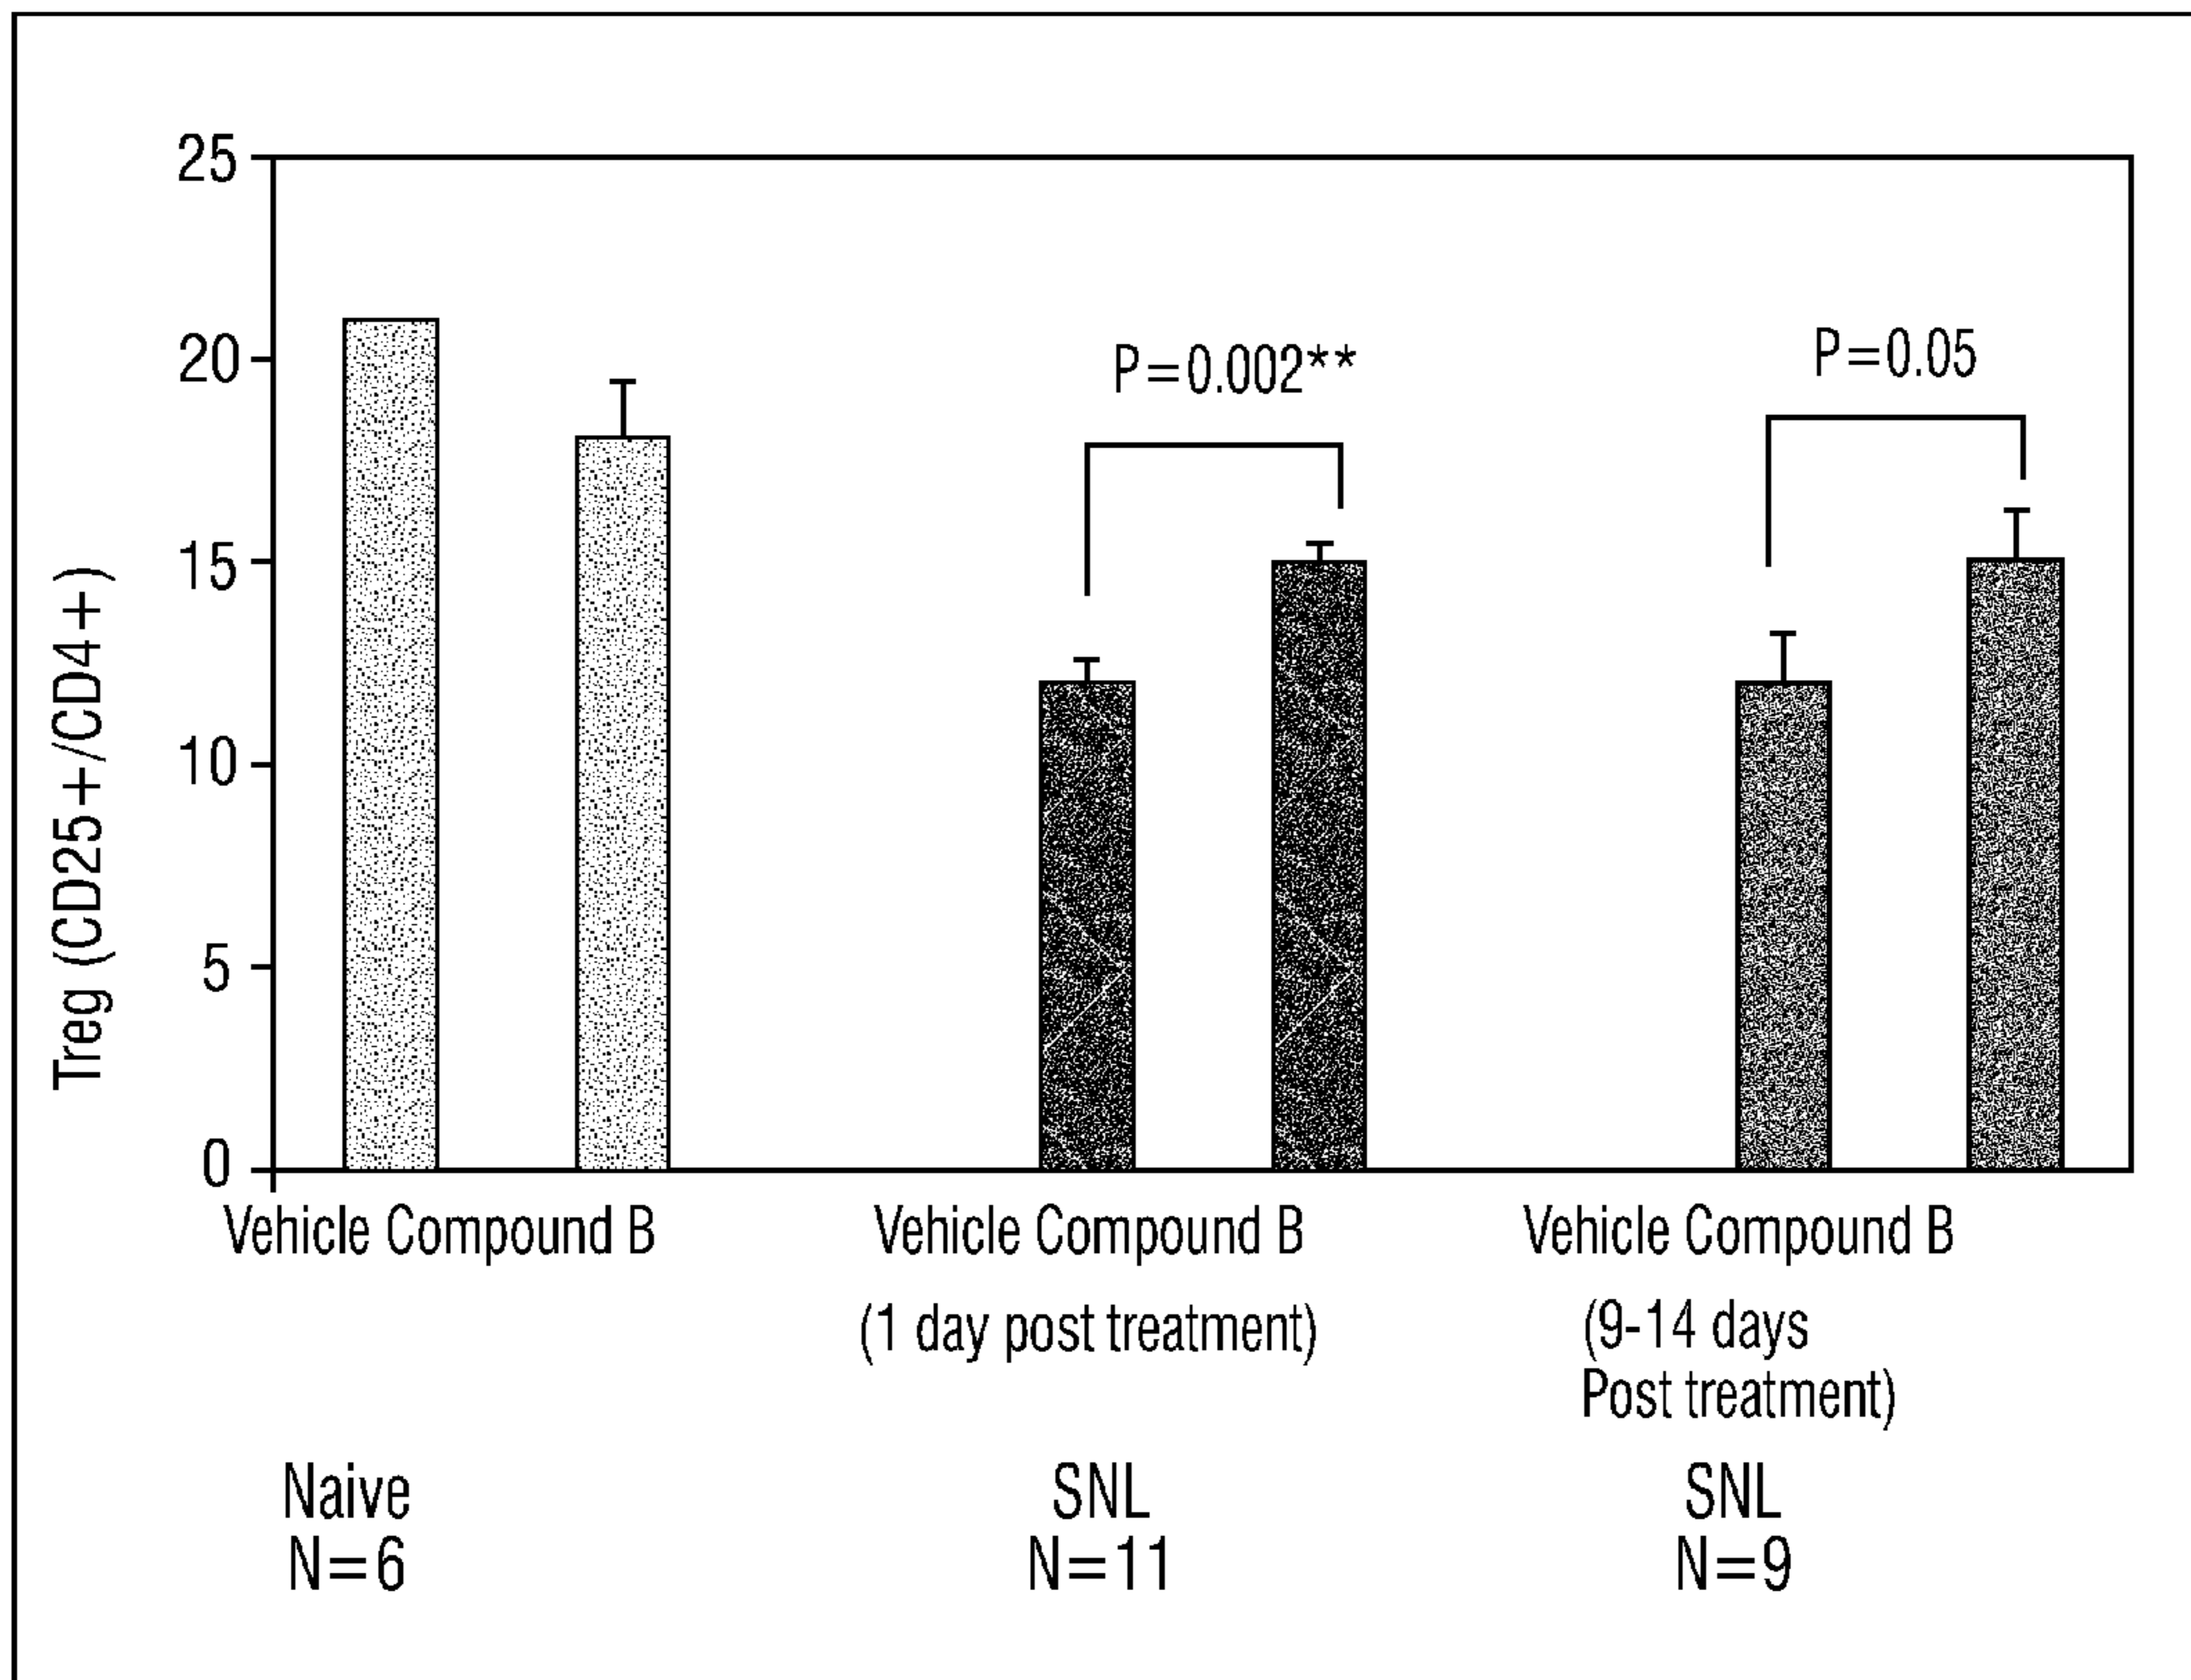 25
20
15
10
5
0
Treg (CD25+/CD4+)
P=0.002**
P=0.05
Vehicle Compound B
Vehicle Compound B
Vehicle Compound B
(1 day post treatment)
(9-14 days
Post treatment)
Naive
N=6
SNL
N=11
SNL
N=9